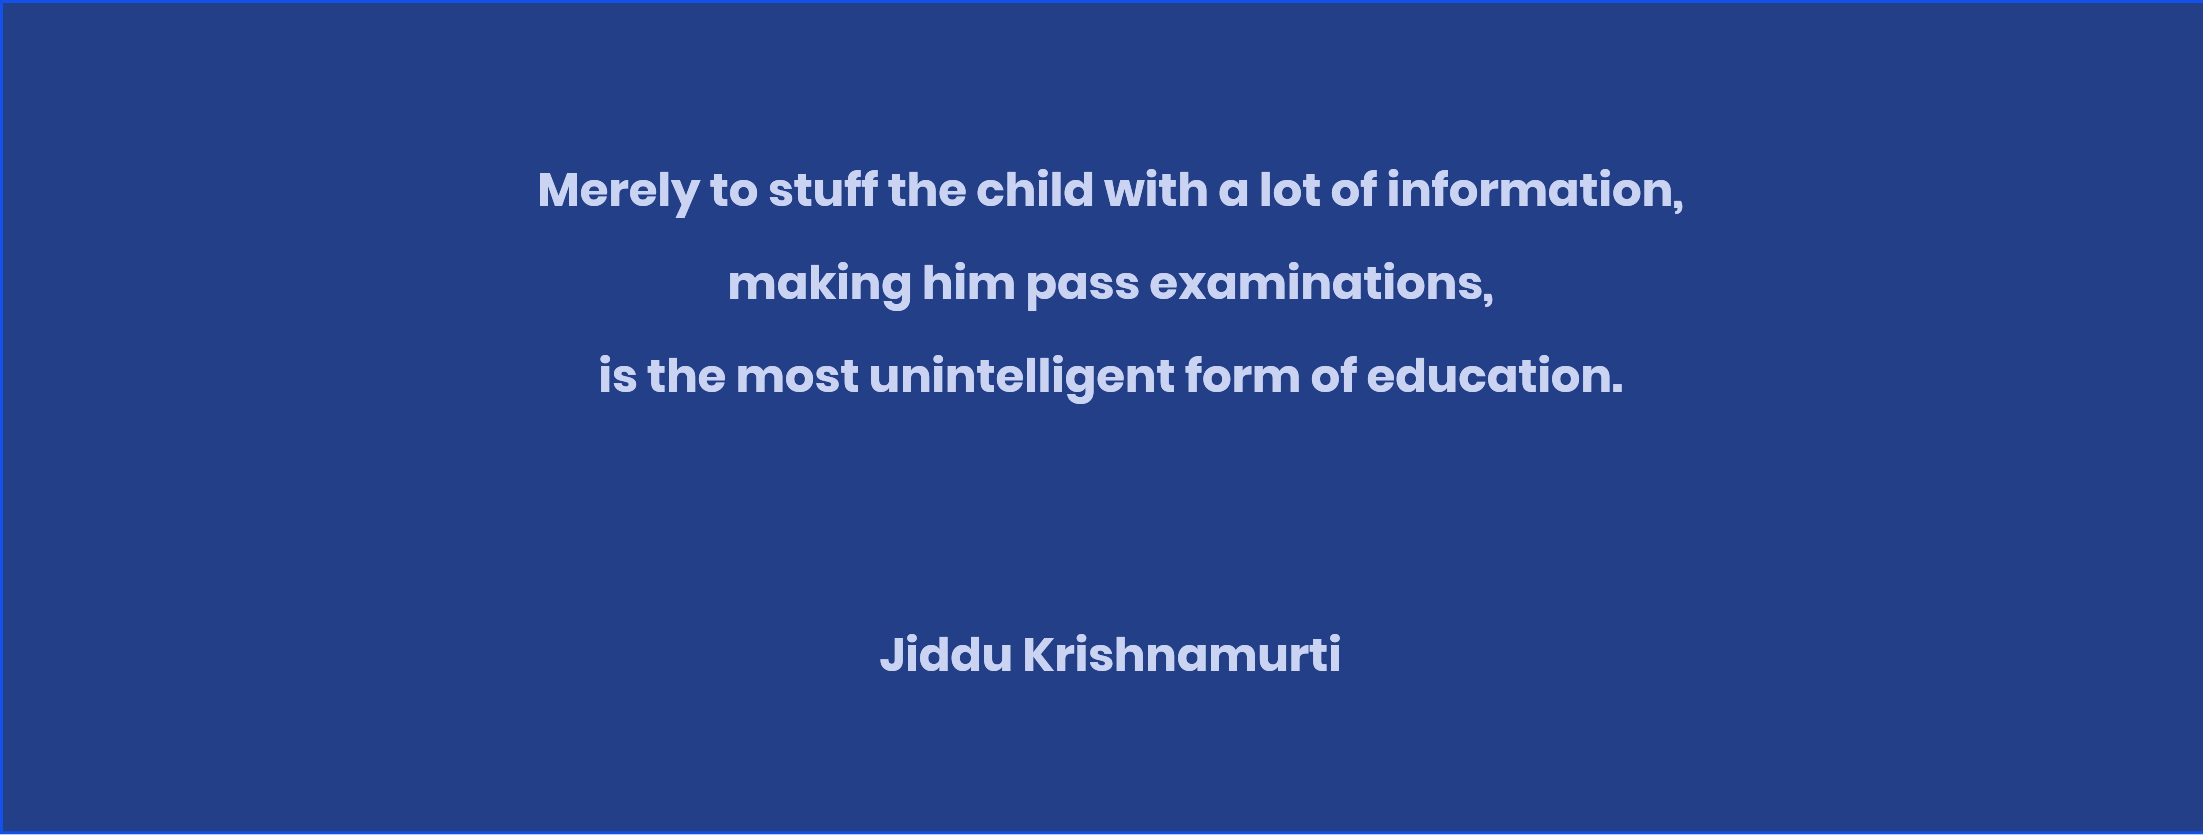 Merely to stuff the child with a lot of information,
making him pass examinations,
is the most unintelligent form of education.
Jiddu Krishnamurti